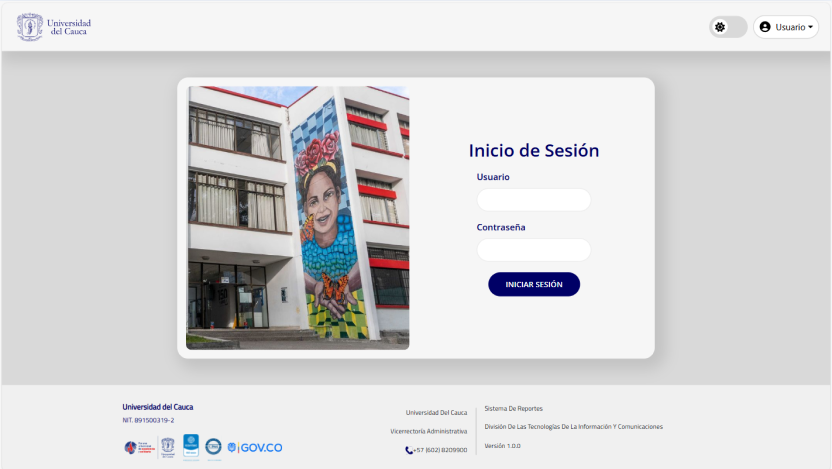 Universidad
del Cauca
Usuario
Inicio de Sesión
Usuario
Contraseña
INICIAR SESIÓN
Universidad del Cauca
NIT. 891500319-2
GOV.CO
Universidad Del Cauca
Vicerrectoría Administrativa
+57 (602) 8209900
Sistema De Reportes
División De Las Tecnologías De La Información Y Comunicaciones
Versión 1.0.0